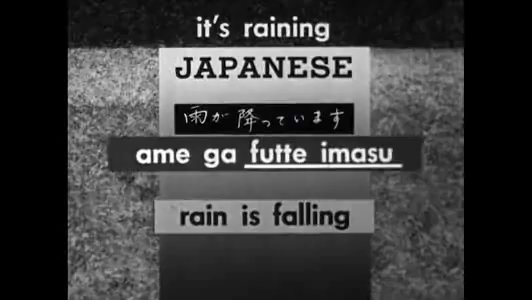 it's raining
JAPANESE
雨が降っています
ame ga futte imasu
rain is falling